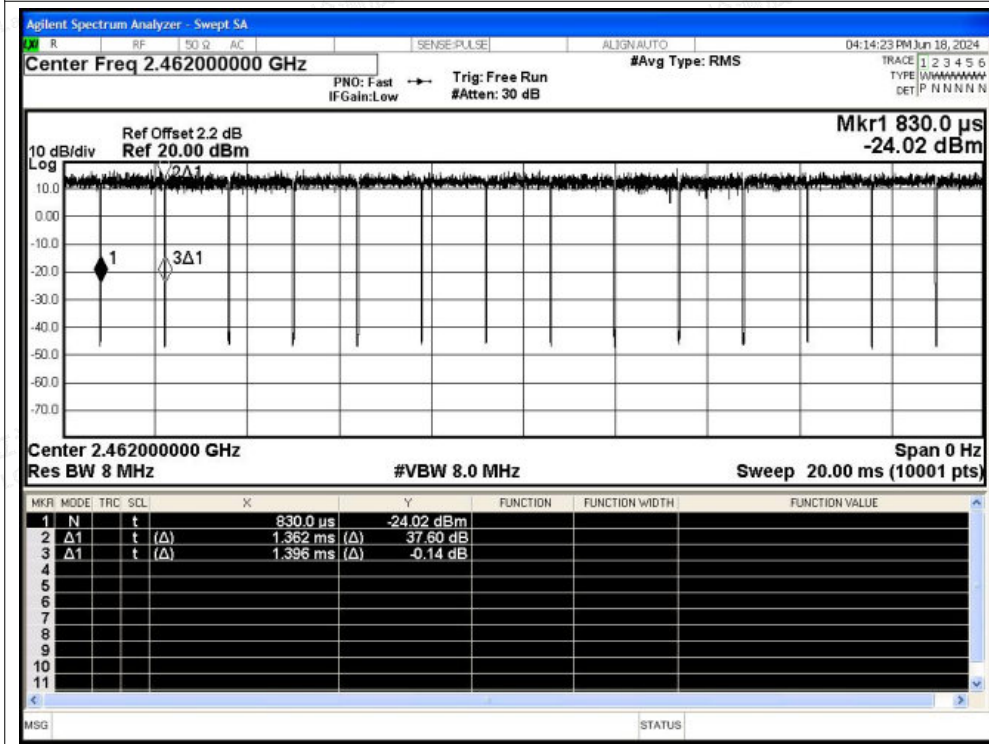 Agilent Spectrum Analyzer - Swept SA
LXI R RF 50 Ω AC SENSE:PULSE ALIGN AUTO 04:14:23 PM Jun 18, 2024
Center Freq 2.462000000 GHz #Avg Type: RMS TRACE 1 2 3 4 5 6
PNO: Fast Trig: Free Run TYPE WWWWWW
IFGain:Low #Atten: 30 dB DET P N N N N N
Mkr1 830.0 µs
-24.02 dBm
Ref Offset 2.2 dB
10 dB/div Ref 20.00 dBm
Log
2Δ1
10.0
0.00
-10.0
1 3Δ1
-20.0
-30.0
-40.0
-50.0
-60.0
-70.0
Center 2.462000000 GHz Span 0 Hz
Res BW 8 MHz #VBW 8.0 MHz Sweep 20.00 ms (10001 pts)
MKR MODE TRC SCL X Y FUNCTION FUNCTION WIDTH FUNCTION VALUE
1 N t 830.0 µs -24.02 dBm
2 Δ1 t (Δ) 1.362 ms (Δ) 37.60 dB
3 Δ1 t (Δ) 1.396 ms (Δ) -0.14 dB
4
5
6
7
8
9
10
11
MSG STATUS